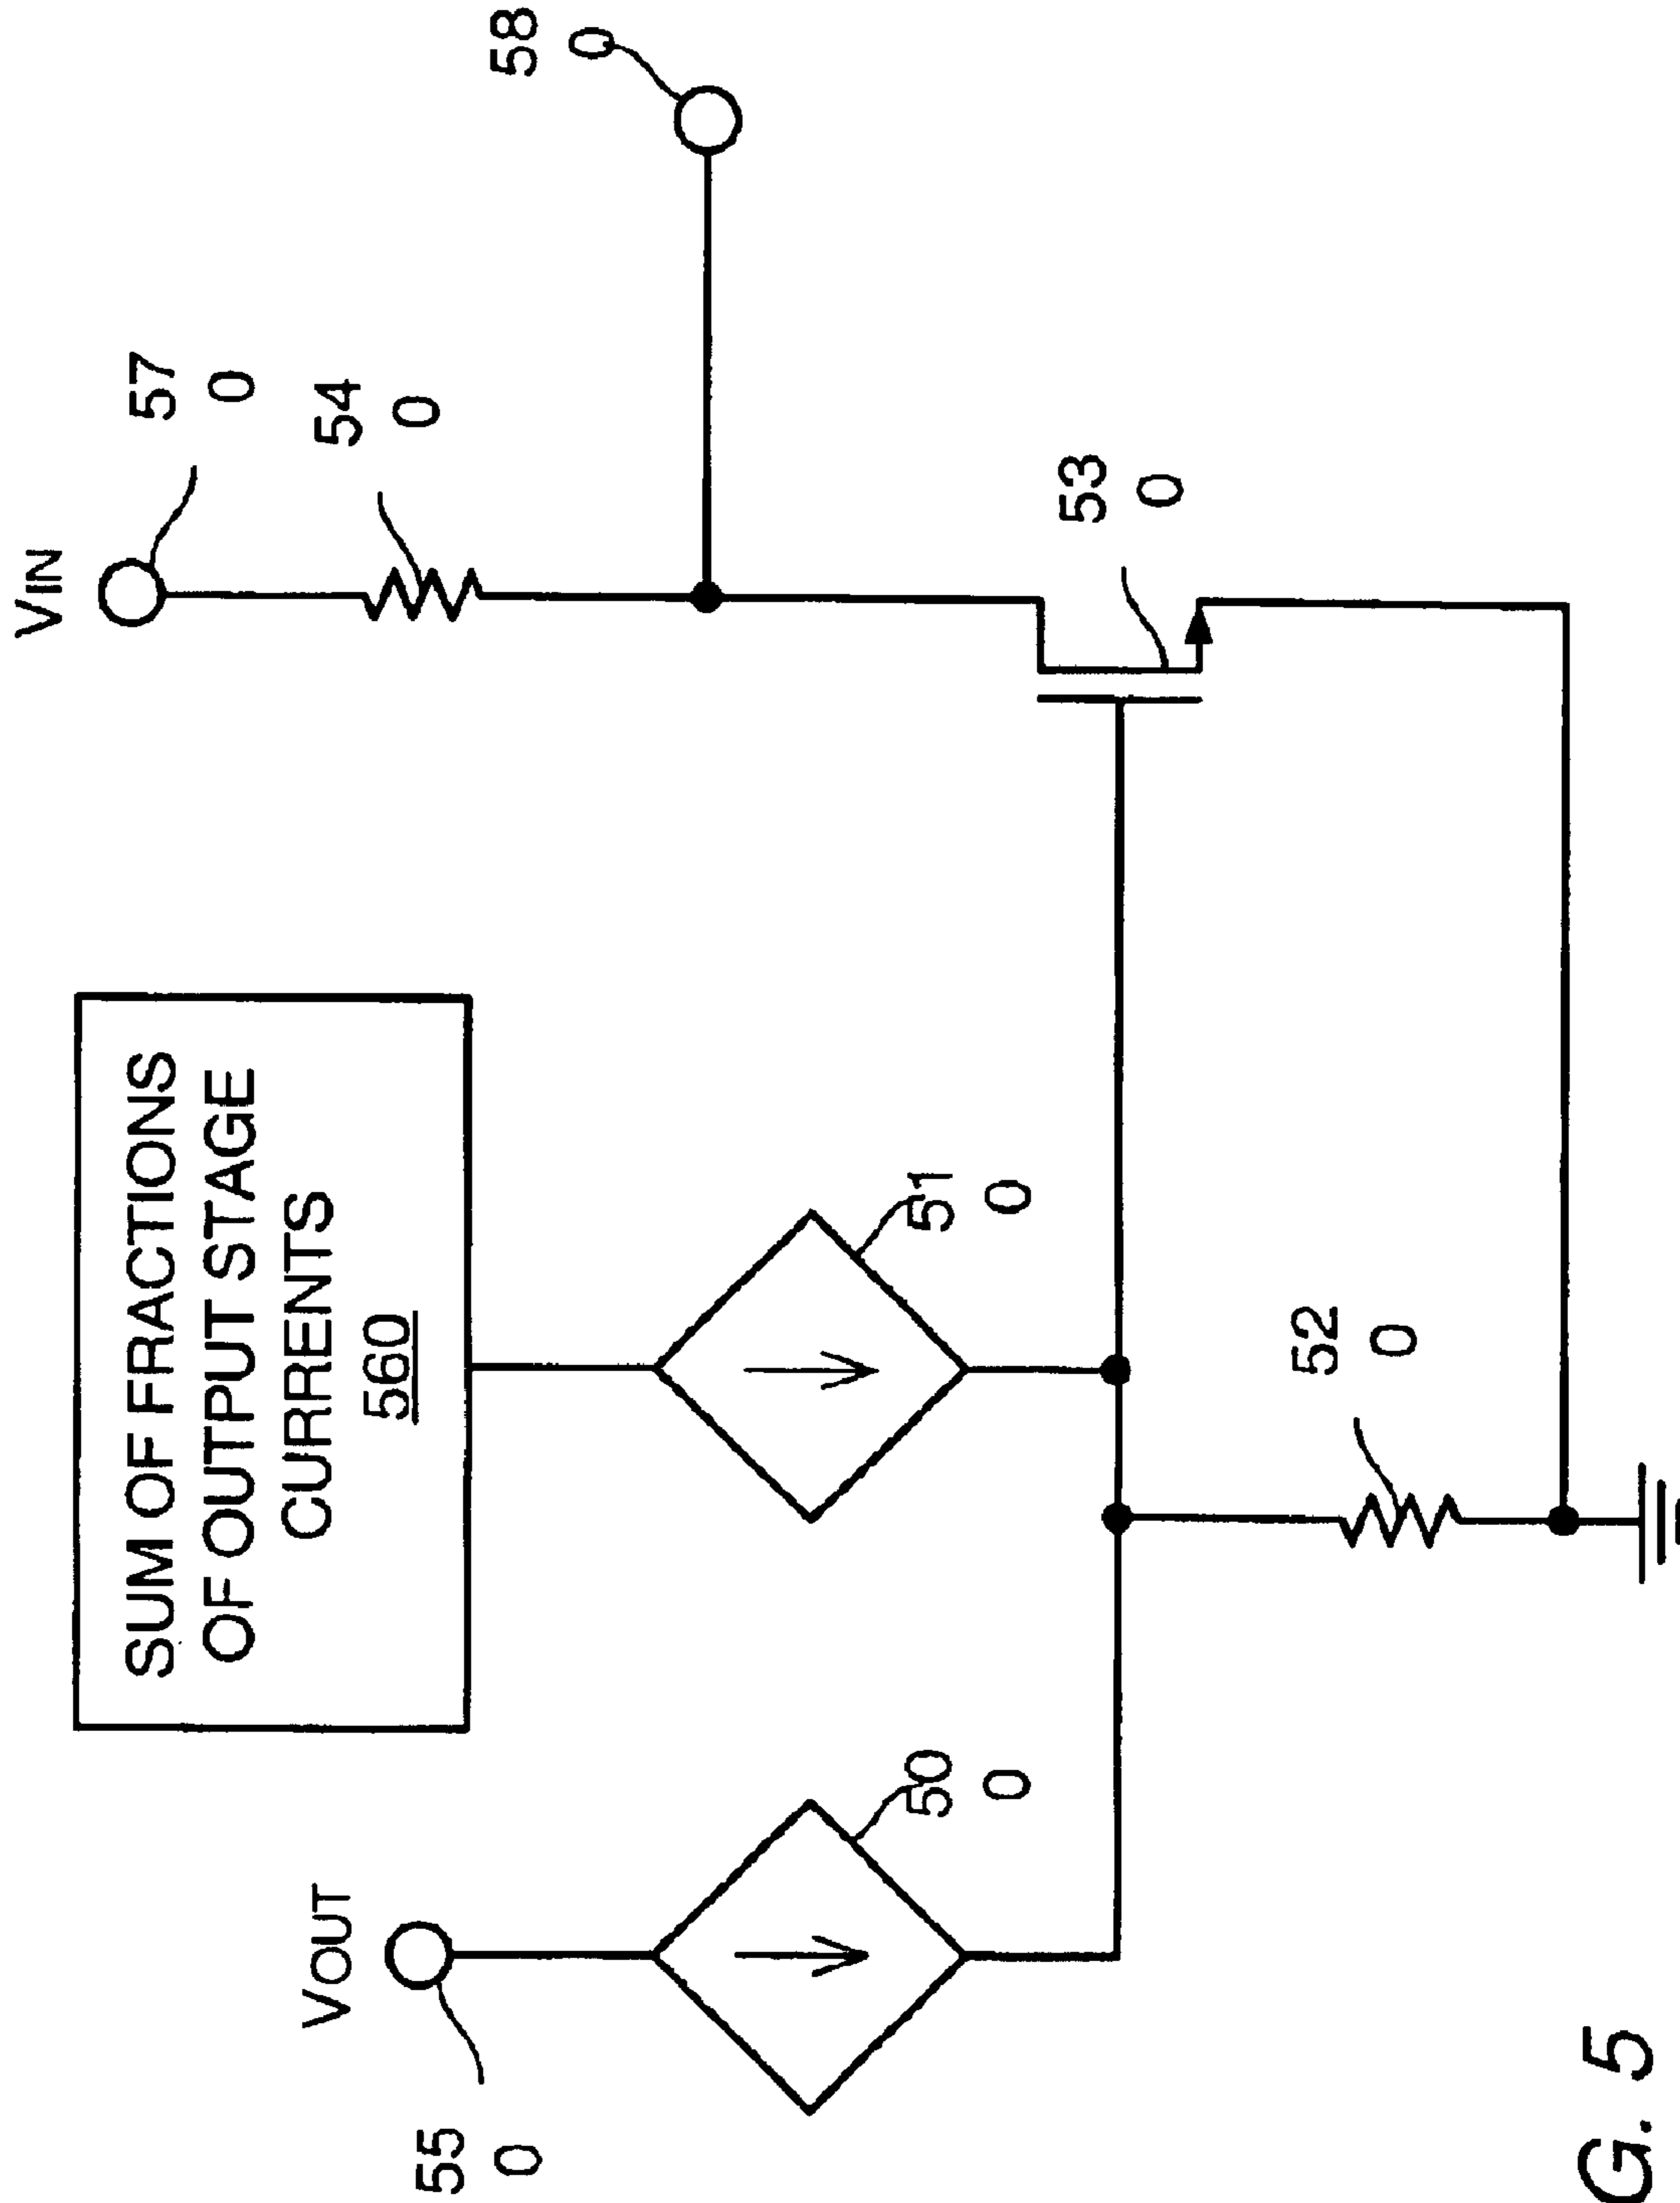 VIN
SUM OF FRACTIONS
OF OUTPUT STAGE
CURRENTS
560
57
0
VOUT
54
0
55
0
58
0
50
0
51
0
53
0
52
0
G. 5